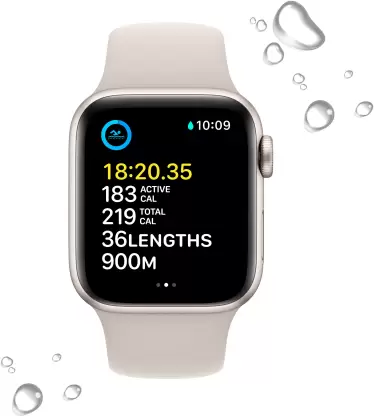 10:09
18:20.35
183 ACTIVE CAL
219 TOTAL CAL
36LENGTHS
900M